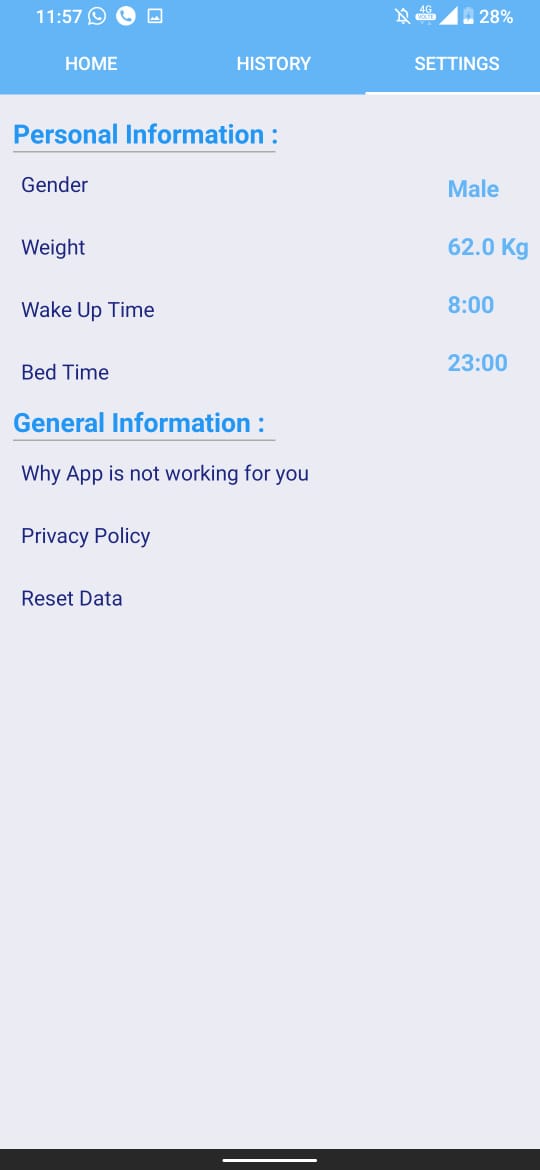 11:57 4G VOLTE 28%
HOME HISTORY SETTINGS
Personal Information :
Gender Male
Weight 62.0 Kg
Wake Up Time 8:00
Bed Time 23:00
General Information :
Why App is not working for you
Privacy Policy
Reset Data